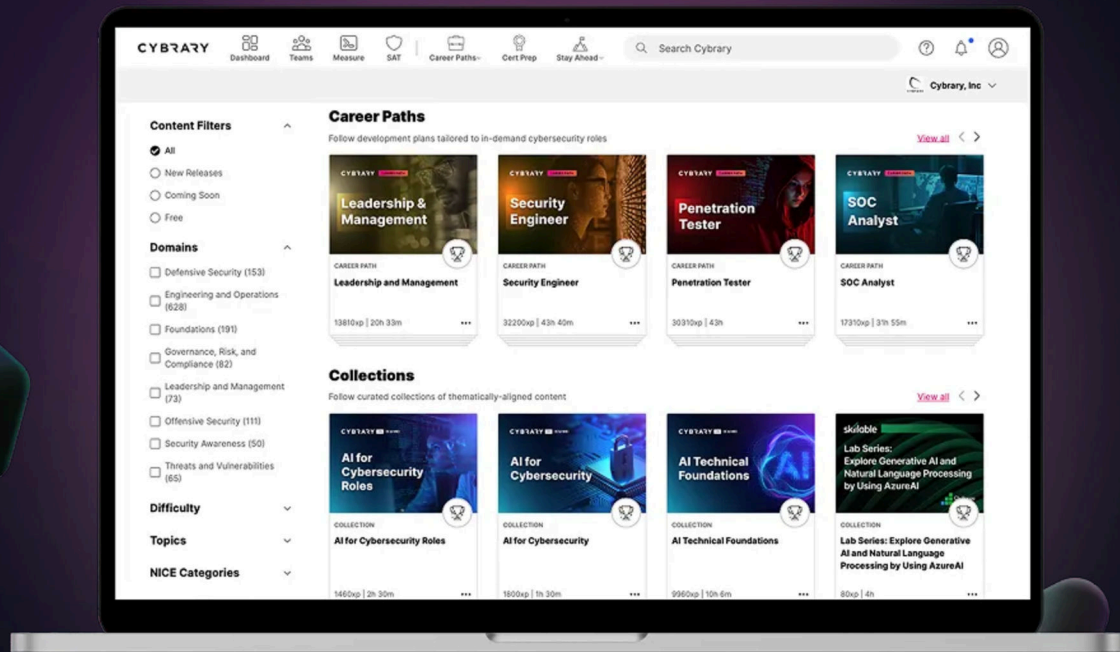 CYBRARY
Dashboard
Teams
Measure
SAT
Career Paths
Cert Prep
Stay Ahead
Search Cybrary
Cybrary, Inc
Content Filters
All
New Releases
Coming Soon
Free
Domains
Defensive Security (153)
Engineering and Operations
(628)
Foundations (191)
Governance, Risk, and
Compliance (82)
Leadership and Management
(73)
Offensive Security (111)
Security Awareness (50)
Threats and Vulnerabilities
(65)
Difficulty
Topics
NICE Categories
Career Paths
Follow development plans tailored to in-demand cybersecurity roles
View all
CYBRARY
Leadership &
Management
CAREER PATH
Leadership and Management
13810xp | 20h 33m
CYBRARY
Security
Engineer
CAREER PATH
Security Engineer
32200xp | 43h 40m
CYBRARY
Penetration
Tester
CAREER PATH
Penetration Tester
30310xp | 43h
CYBRARY
SOC
Analyst
CAREER PATH
SOC Analyst
17310xp | 31h 55m
Collections
Follow curated collections of thematically-aligned content
View all
CYBRARY
AI for
Cybersecurity
Roles
COLLECTION
AI for Cybersecurity Roles
1460xp | 2h 30m
CYBRARY
AI for
Cybersecurity
COLLECTION
AI for Cybersecurity
1800xp | 1h 30m
CYBRARY
AI Technical
Foundations
AI
COLLECTION
AI Technical Foundations
9960xp | 10h 6m
skillable
Lab Series:
Explore Generative AI and
Natural Language Processing
by Using AzureAI
COLLECTION
Lab Series: Explore Generative
AI and Natural Language
Processing by Using AzureAI
80xp | 4h